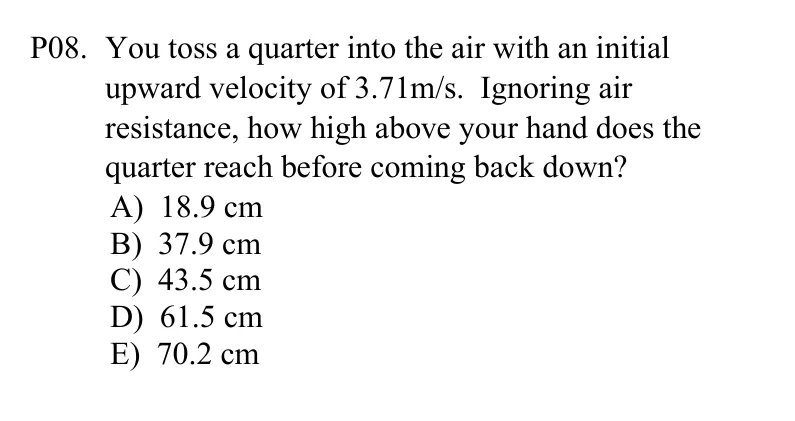 P08. You toss a quarter into the air with an initial
upward velocity of 3.71m/s. Ignoring air
resistance, how high above your hand does the
quarter reach before coming back down?
A) 18.9 cm
B) 37.9 cm
C) 43.5 cm
D) 61.5 cm
E) 70.2 cm